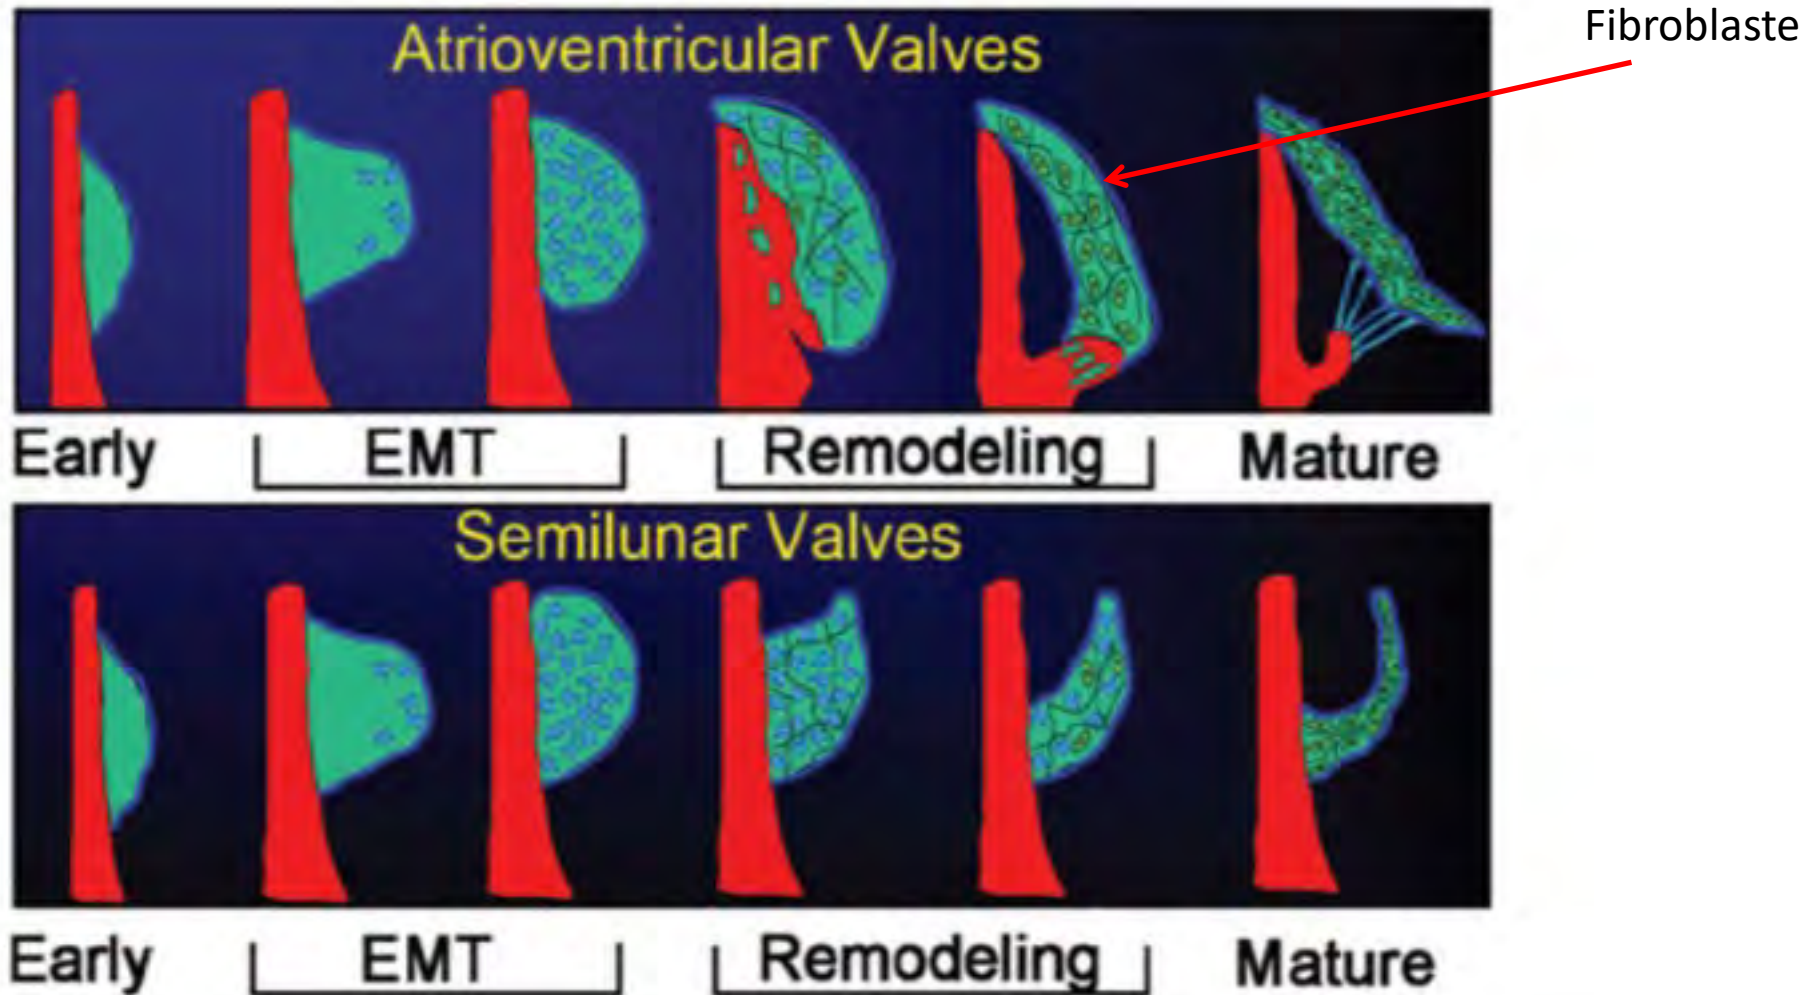 Fibroblaste
Atrioventricular Valves
Early EMT Remodeling Mature
Semilunar Valves
Early EMT Remodeling Mature